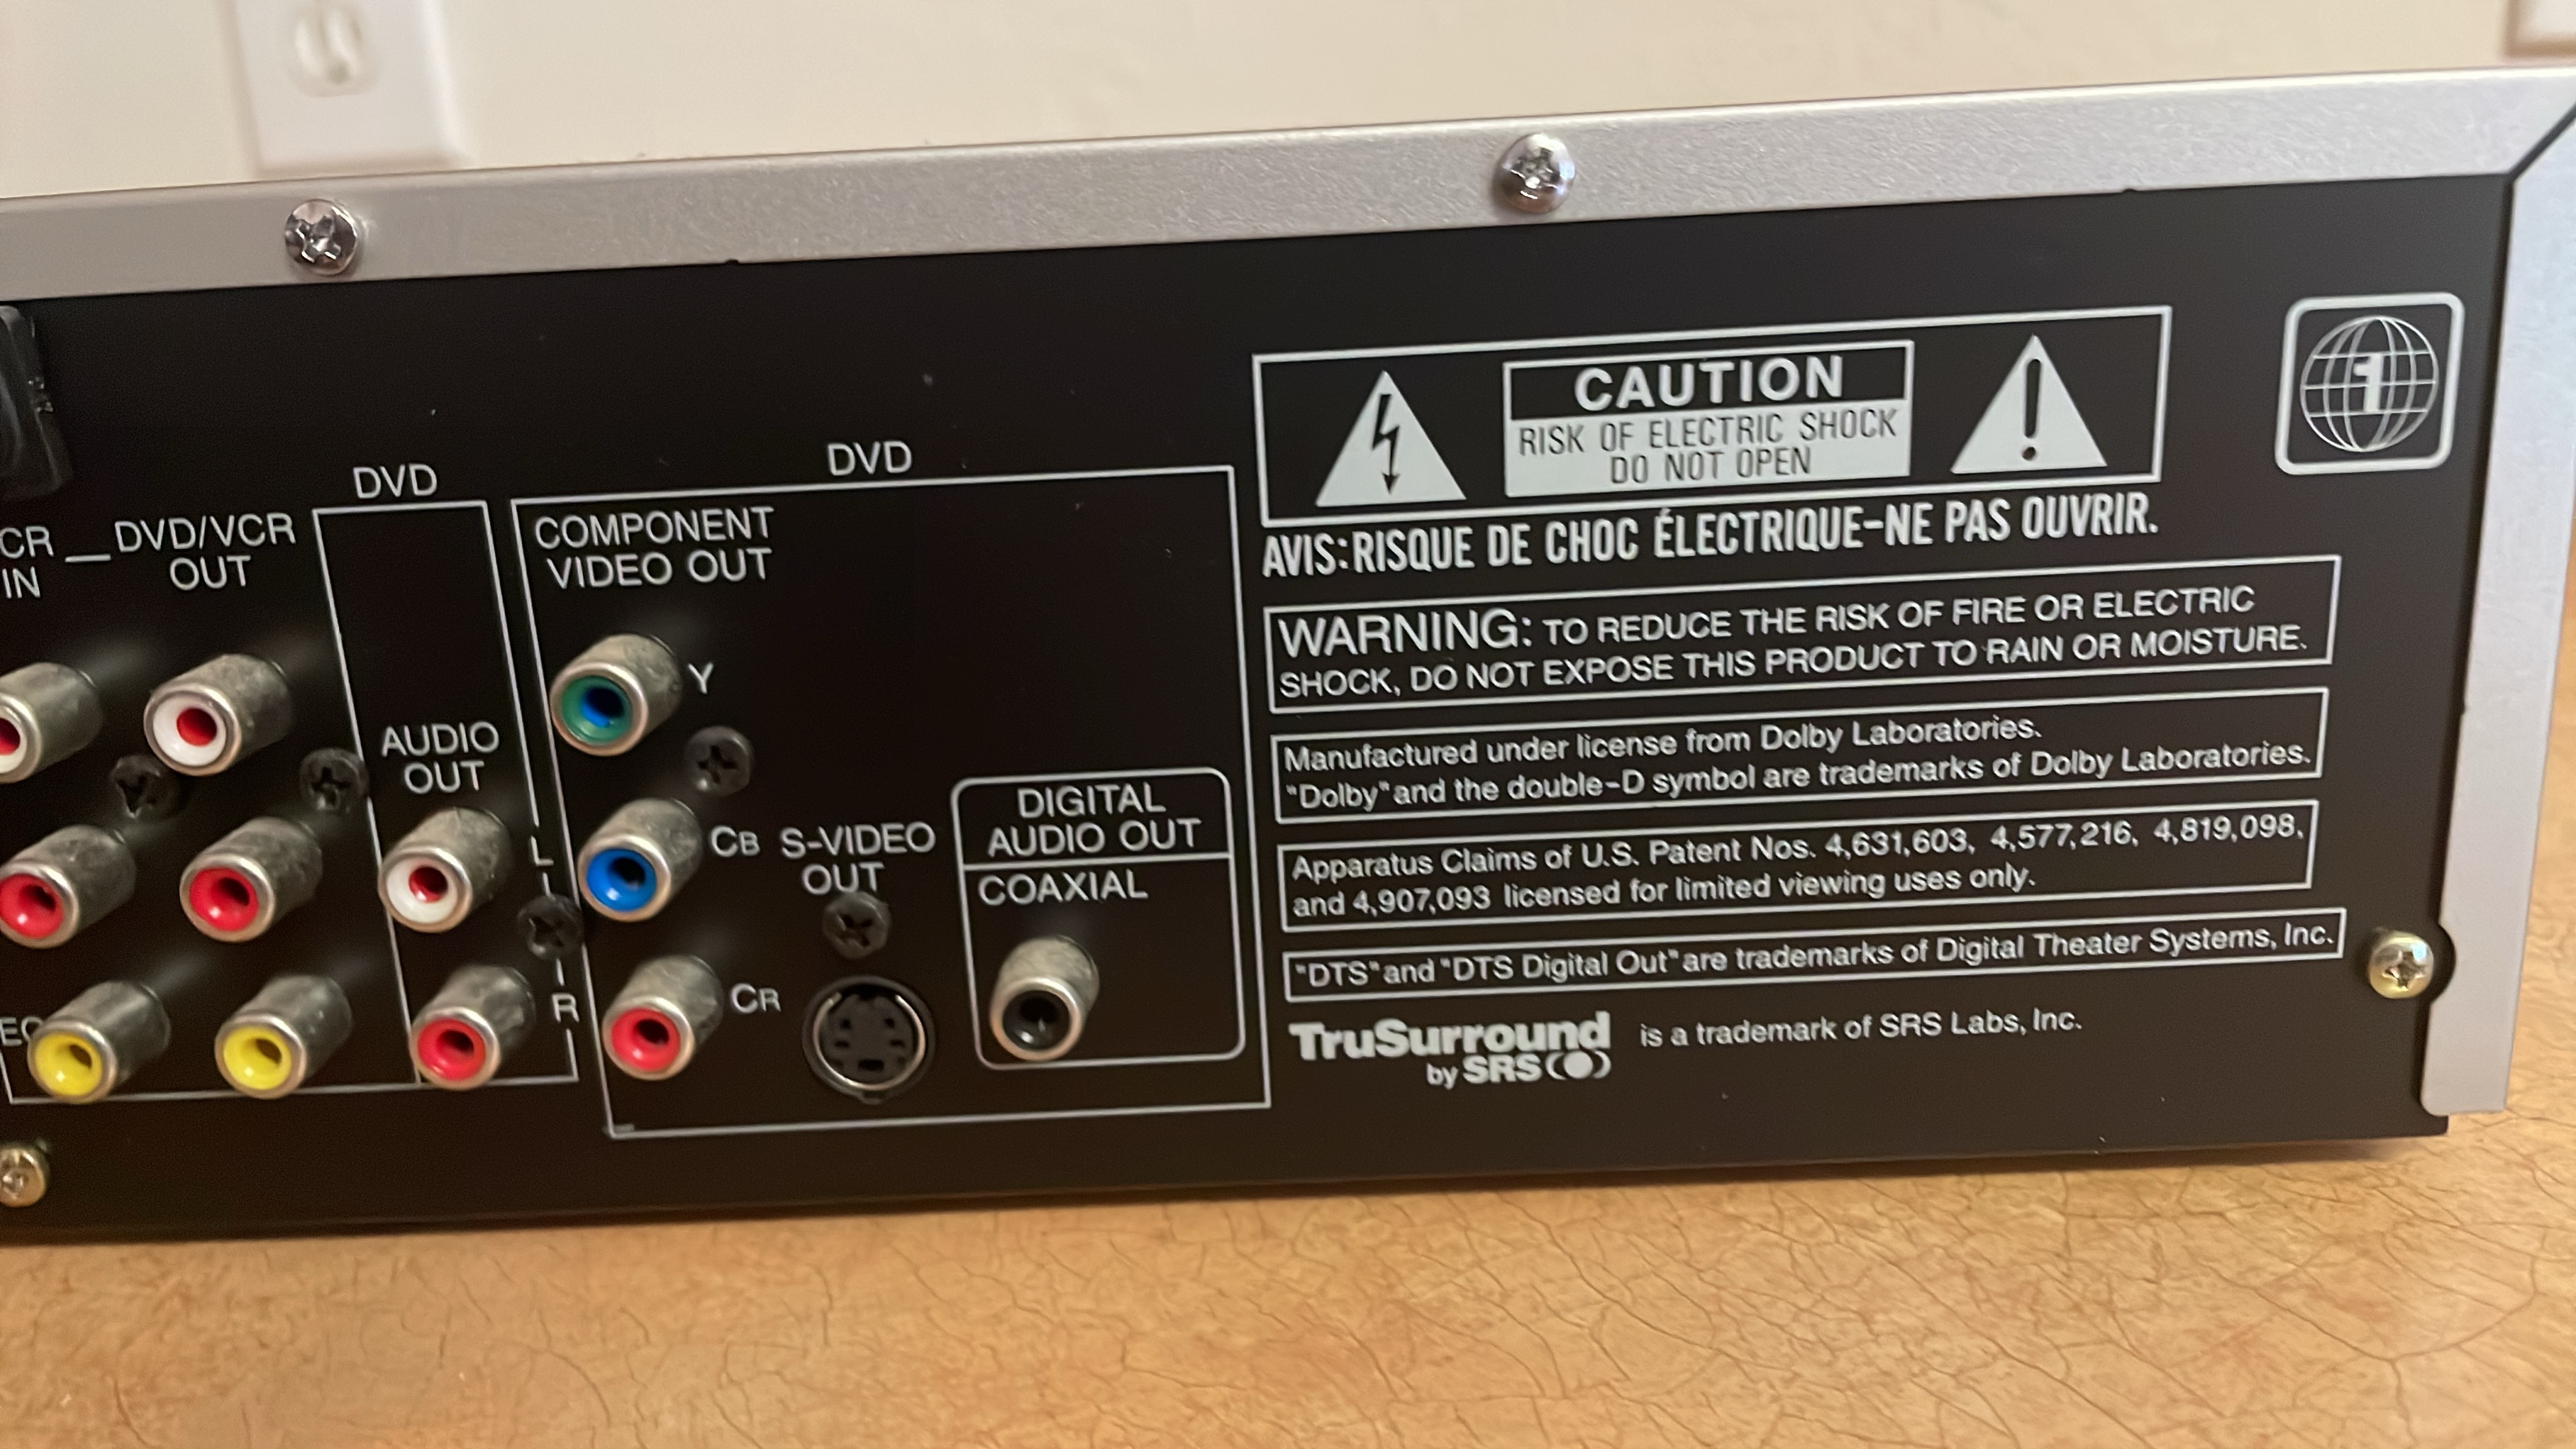 DVD
DVD
CR
IN
DVD/VCR
OUT
COMPONENT
VIDEO OUT
Y
AUDIO
OUT
L
R
CB
CR
S-VIDEO
OUT
DIGITAL
AUDIO OUT
COAXIAL
CAUTION
RISK OF ELECTRIC SHOCK
DO NOT OPEN
AVIS:RISQUE DE CHOC ÉLECTRIQUE-NE PAS OUVRIR.
WARNING: TO REDUCE THE RISK OF FIRE OR ELECTRIC
SHOCK, DO NOT EXPOSE THIS PRODUCT TO RAIN OR MOISTURE.
Manufactured under license from Dolby Laboratories.
"Dolby" and the double-D symbol are trademarks of Dolby Laboratories.
Apparatus Claims of U.S. Patent Nos. 4,631,603, 4,577,216, 4,819,098,
and 4,907,093 licensed for limited viewing uses only.
"DTS" and "DTS Digital Out" are trademarks of Digital Theater Systems, Inc.
TruSurround is a trademark of SRS Labs, Inc.
by SRS